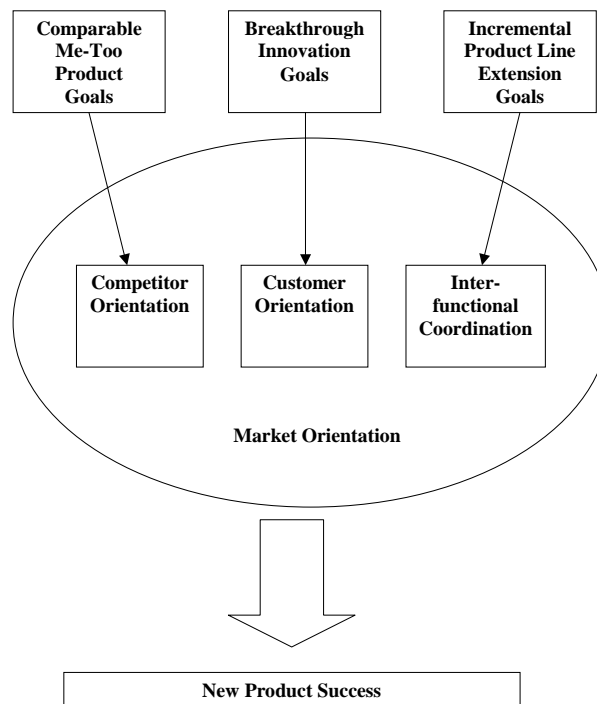 Comparable
Me-Too
Product
Goals
Breakthrough
Innovation
Goals
Incremental
Product Line
Extension
Goals
Competitor
Orientation
Customer
Orientation
Inter-
functional
Coordination
Market Orientation
New Product Success